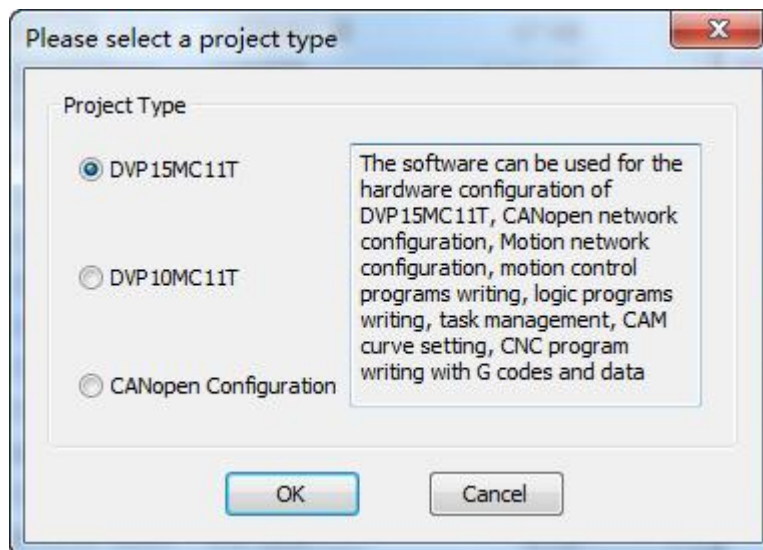 Please select a project type
Project Type
DVP15MC11T
DVP10MC11T
CANopen Configuration
The software can be used for the
hardware configuration of
DVP15MC11T, CANopen network
configuration, Motion network
configuration, motion control
programs writing, logic programs
writing, task management, CAM
curve setting, CNC program
writing with G codes and data
OK
Cancel